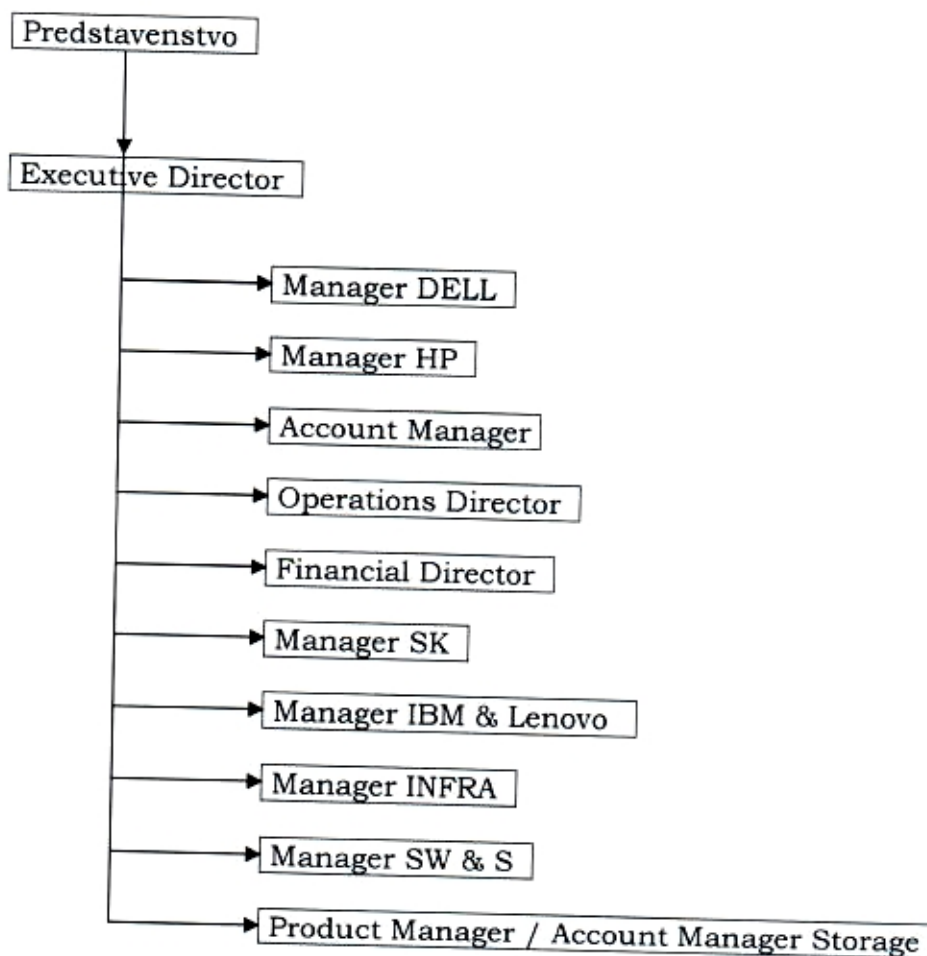 Predstavenstvo
Executive Director
Manager DELL
Manager HP
Account Manager
Operations Director
Financial Director
Manager SK
Manager IBM & Lenovo
Manager INFRA
Manager SW & S
Product Manager / Account Manager Storage